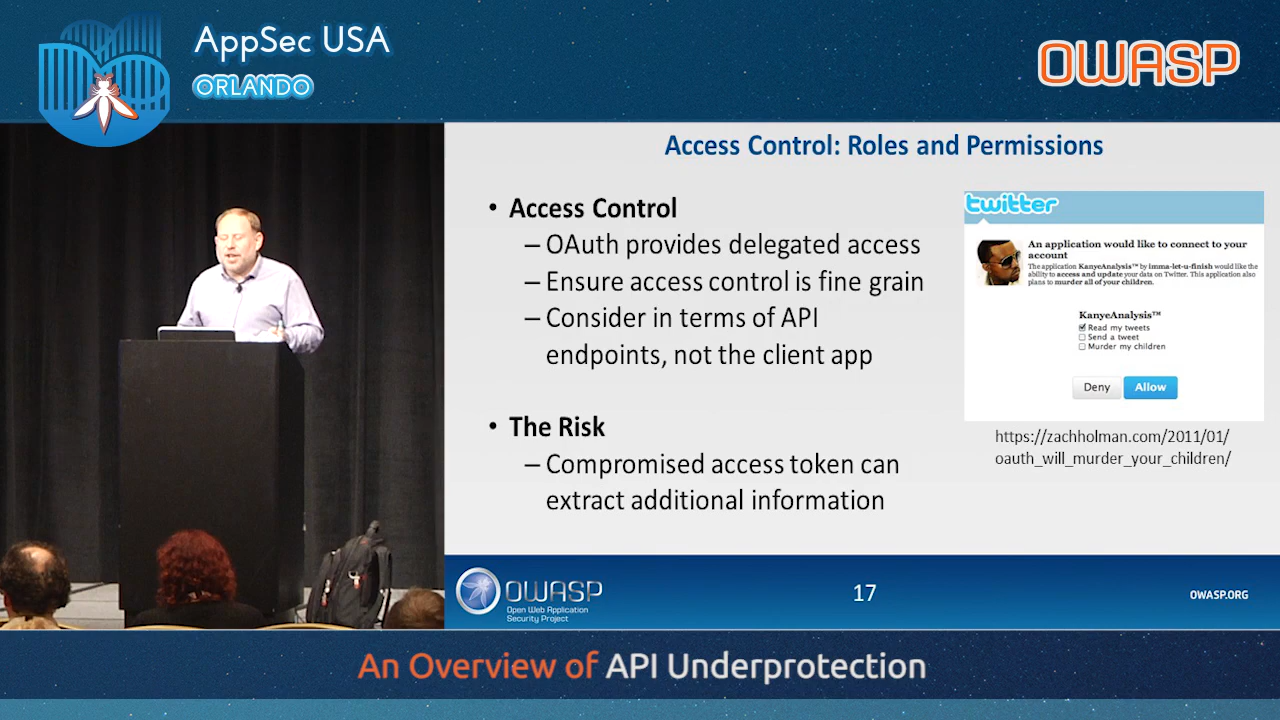 AppSec USA
ORLANDO
OWASP
Access Control: Roles and Permissions
• Access Control
– OAuth provides delegated access
– Ensure access control is fine grain
– Consider in terms of API
endpoints, not the client app
• The Risk
– Compromised access token can
extract additional information
twitter
An application would like to connect to your
account
The application KanyeAnalysis™ by imma-let-u-finish would like the
ability to access and update your data on Twitter. This application also
plans to murder all of your children.
KanyeAnalysis™
Read my tweets
Send a tweet
Murder my children
Deny
Allow
https://zachholman.com/2011/01/
oauth_will_murder_your_children/
OWASP
Open Web Application
Security Project
17
OWASP.ORG
An Overview of API Underprotection